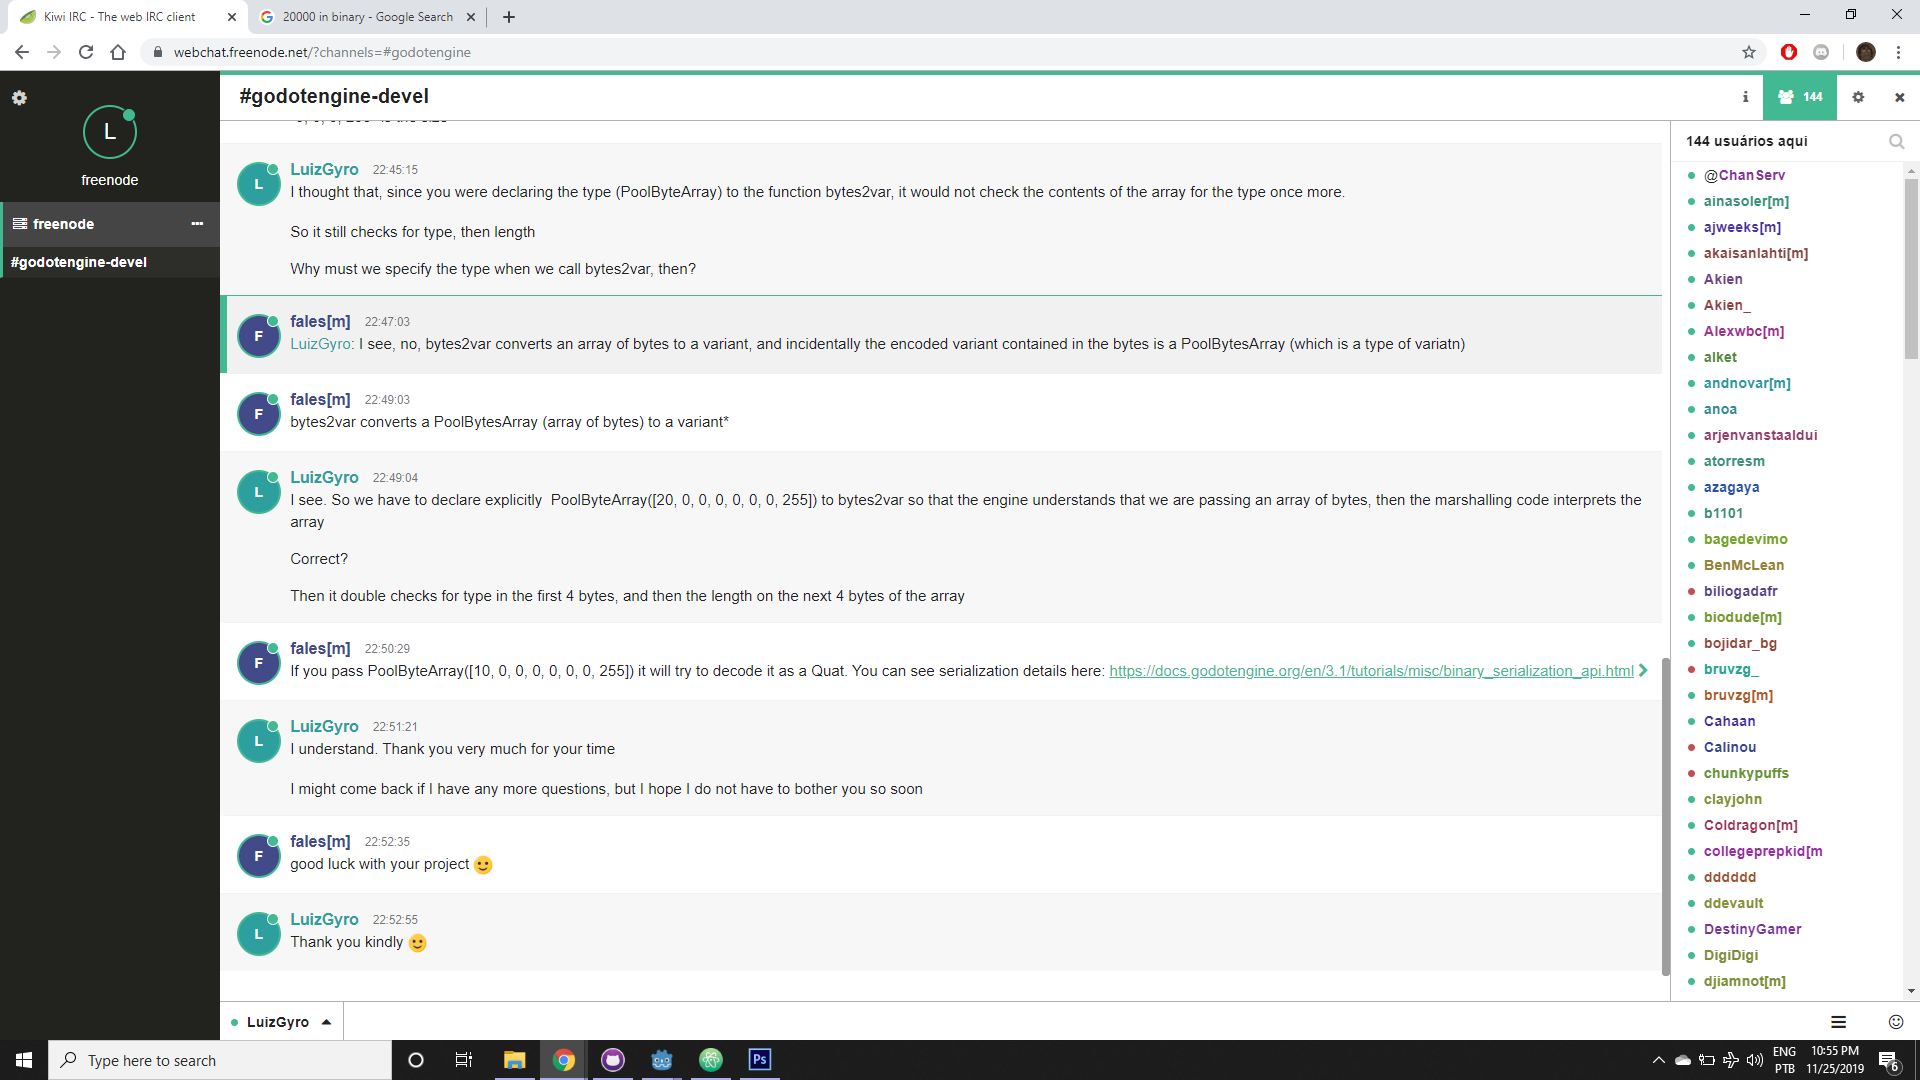 Kiwi IRC - The web IRC client
20000 in binary - Google Search
webchat.freenode.net/?channels=#godotengine
L
freenode
freenode
#godotengine-devel
#godotengine-devel
144
LuizGyro 22:45:15
L
I thought that, since you were declaring the type (PoolByteArray) to the function bytes2var, it would not check the contents of the array for the type once more.
So it still checks for type, then length
Why must we specify the type when we call bytes2var, then?
fales[m] 22:47:03
F
LuizGyro: I see, no, bytes2var converts an array of bytes to a variant, and incidentally the encoded variant contained in the bytes is a PoolBytesArray (which is a type of variatn)
fales[m] 22:49:03
F
bytes2var converts a PoolBytesArray (array of bytes) to a variant*
LuizGyro 22:49:04
L
I see. So we have to declare explicitly  PoolByteArray([20, 0, 0, 0, 0, 0, 0, 255]) to bytes2var so that the engine understands that we are passing an array of bytes, then the marshalling code interprets the
array
Correct?
Then it double checks for type in the first 4 bytes, and then the length on the next 4 bytes of the array
fales[m] 22:50:29
F
If you pass PoolByteArray([10, 0, 0, 0, 0, 0, 0, 255]) it will try to decode it as a Quat. You can see serialization details here: https://docs.godotengine.org/en/3.1/tutorials/misc/binary_serialization_api.html
LuizGyro 22:51:21
L
I understand. Thank you very much for your time
I might come back if I have any more questions, but I hope I do not have to bother you so soon
fales[m] 22:52:35
F
good luck with your project 🙂
LuizGyro 22:52:55
L
Thank you kindly 🙂
LuizGyro
144 usuários aqui
@ChanServ
ainasoler[m]
ajweeks[m]
akaisanlahti[m]
Akien
Akien_
Alexwbc[m]
alket
andnovar[m]
anoa
arjenvanstaaldui
atorresm
azagaya
b1101
bagedevimo
BenMcLean
biliogadafr
biodude[m]
bojidar_bg
bruvzg_
bruvzg[m]
Cahaan
Calinou
chunkypuffs
clayjohn
Coldragon[m]
collegeprepkid[m
dddddd
ddevault
DestinyGamer
DigiDigi
djiamnot[m]
Type here to search
Ps
ENG
PTB
10:55 PM
11/25/2019
6